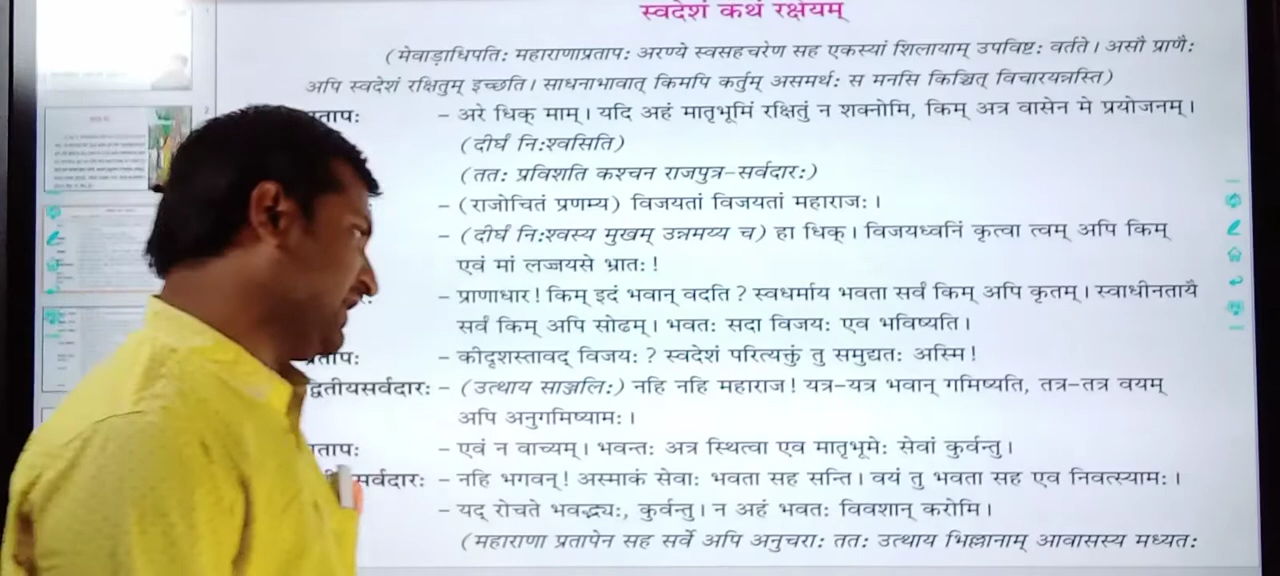 स्वदेशं कथं रक्षेयम्
(मेवाड़ाधिपतिः महाराणाप्रतापः अरण्ये स्वसहचरेण सह एकस्यां शिलायाम् उपविष्टः वर्तते। असौ प्राणैः
अपि स्वदेशं रक्षितुम् इच्छति। साधनाभावात् किमपि कर्तुम् असमर्थः स मनसि किञ्चित् विचारयन्नस्ति)
तापः – अरे धिक् माम्। यदि अहं मातृभूमिं रक्षितुं न शक्नोमि, किम् अत्र वासेन मे प्रयोजनम्।
(दीर्घं निःश्वसिति)
(ततः प्रविशति कश्चन राजपुत्र-सर्वदारः)
– (राजोचितं प्रणम्य) विजयतां विजयतां महाराजः।
– (दीर्घं निःश्वस्य मुखम् उन्नमय्य च) हा धिक्। विजयध्वनिं कृत्वा त्वम् अपि किम्
एवं मां लज्जयसे भ्रातः!
– प्राणाधार! किम् इदं भवान् वदति? स्वधर्माय भवता सर्वं किम् अपि कृतम्। स्वाधीनतायै
सर्वं किम् अपि सोढम्। भवतः सदा विजयः एव भविष्यति।
प्रतापः – कीदृशस्तावद् विजयः? स्वदेशं परित्यक्तुं तु समुद्यतः अस्मि!
द्वितीयसर्वदारः – (उत्थाय साञ्जलिः) नहि नहि महाराज! यत्र-यत्र भवान् गमिष्यति, तत्र-तत्र वयम्
अपि अनुगमिष्यामः।
तापः – एवं न वाच्यम्। भवन्तः अत्र स्थित्वा एव मातृभूमेः सेवां कुर्वन्तु।
सर्वदारः – नहि भगवन्! अस्माकं सेवाः भवता सह सन्ति। वयं तु भवता सह एव निवत्स्यामः।
– यद् रोचते भवद्भ्यः, कुर्वन्तु। न अहं भवतः विवशान् करोमि।
(महाराणा प्रतापेन सह सर्वे अपि अनुचराः ततः उत्थाय भिल्लानाम् आवासस्य मध्यतः